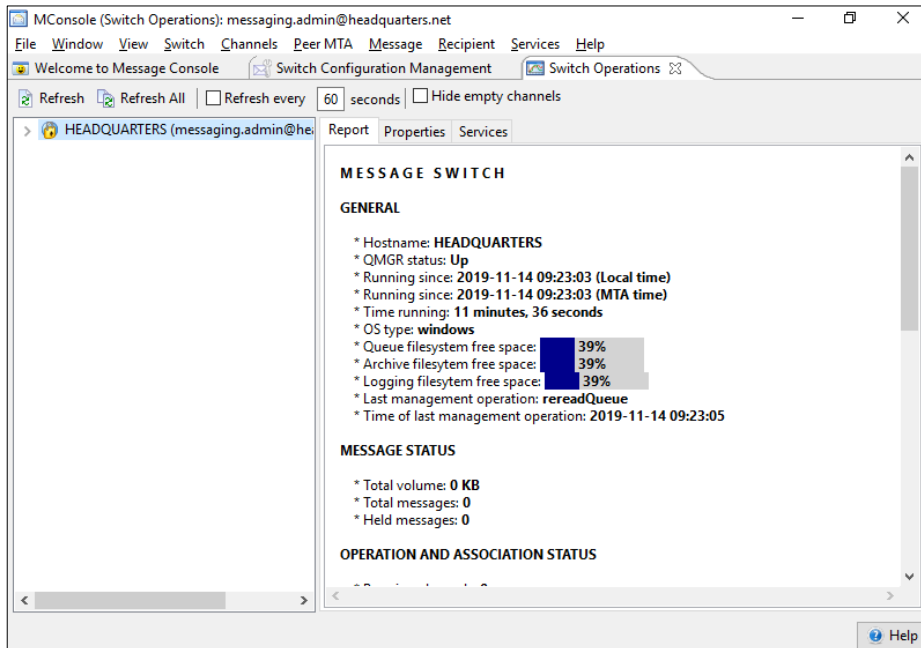 MConsole (Switch Operations): messaging.admin@headquarters.net
File Window View Switch Channels Peer MTA Message Recipient Services Help
Welcome to Message Console Switch Configuration Management Switch Operations
Refresh Refresh All Refresh every 60 seconds Hide empty channels
HEADQUARTERS (messaging.admin@hea
Report Properties Services
MESSAGE SWITCH
GENERAL
* Hostname: HEADQUARTERS
* QMGR status: Up
* Running since: 2019-11-14 09:23:03 (Local time)
* Running since: 2019-11-14 09:23:03 (MTA time)
* Time running: 11 minutes, 36 seconds
* OS type: windows
* Queue filesystem free space: 39%
* Archive filesytem free space: 39%
* Logging filesytem free space: 39%
* Last management operation: rereadQueue
* Time of last management operation: 2019-11-14 09:23:05
MESSAGE STATUS
* Total volume: 0 KB
* Total messages: 0
* Held messages: 0
OPERATION AND ASSOCIATION STATUS
Help